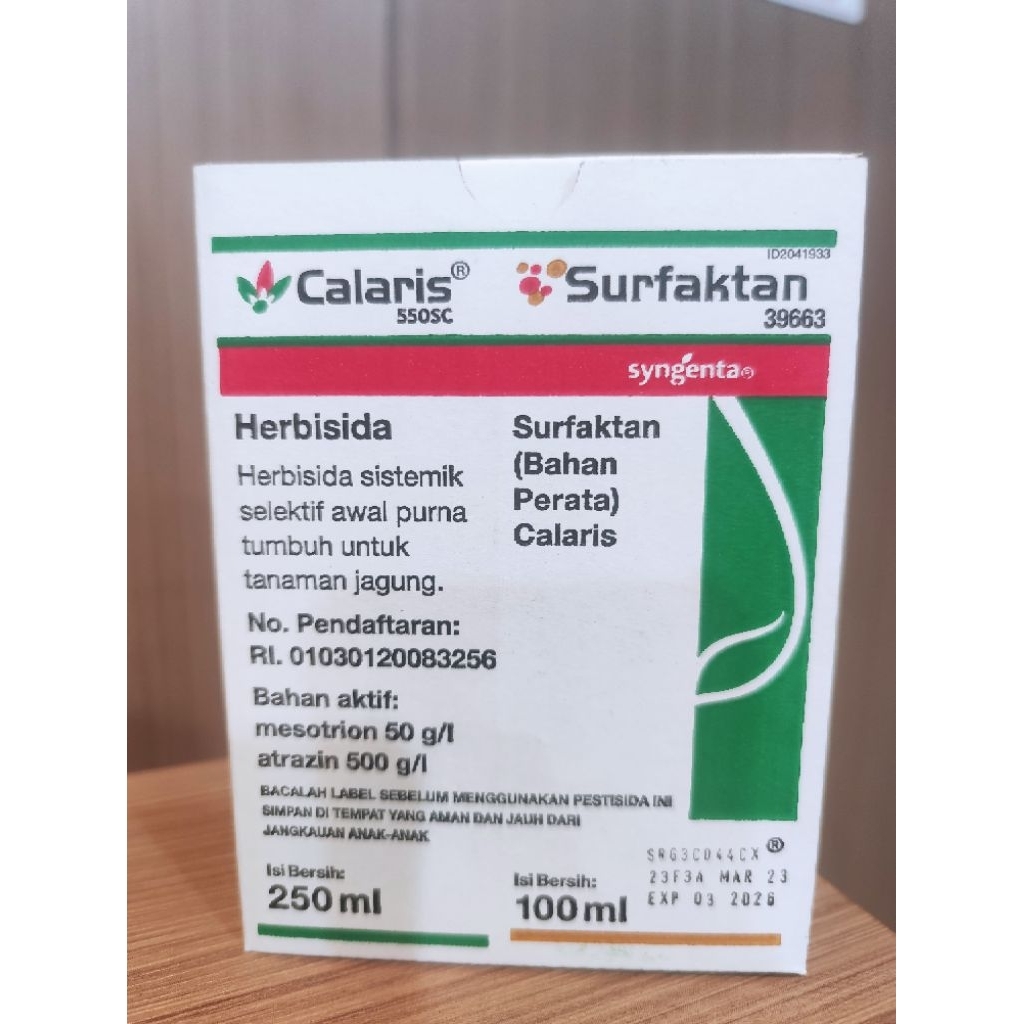 ID2041933
Calaris®
550SC
Surfaktan
39663
syngenta®
Herbisida
Herbisida sistemik
selektif awal purna
tumbuh untuk
tanaman jagung.
No. Pendaftaran:
RI. 01030120083256
Bahan aktif:
mesotrion 50 g/l
atrazin 500 g/l
Surfaktan
(Bahan
Perata)
Calaris
BACALAH LABEL SEBELUM MENGGUNAKAN PESTISIDA INI
SIMPAN DI TEMPAT YANG AMAN DAN JAUH DARI
JANGKAUAN ANAK-ANAK
Isi Bersih:
250 ml
Isi Bersih:
100 ml
®
SRG3C044CX
23F3A MAR 23
EXP 03 2026